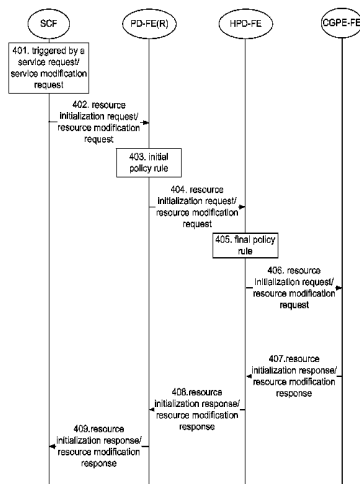 SCF
PD-FE(R)
HPD-FE
CGPE-FE
401. triggered by a
service request/
service modification
request
402. resource
initialization request/
resource modification
request
403. initial
policy rule
404. resource
initialization request/
resource modification
request
405. final policy
rule
406. resource
initialization request/
resource modification
request
407.resource
initialization response/
resource modification
response
408.resource
initialization response/
resource modification
response
409.resource
initialization response/
resource modification
response